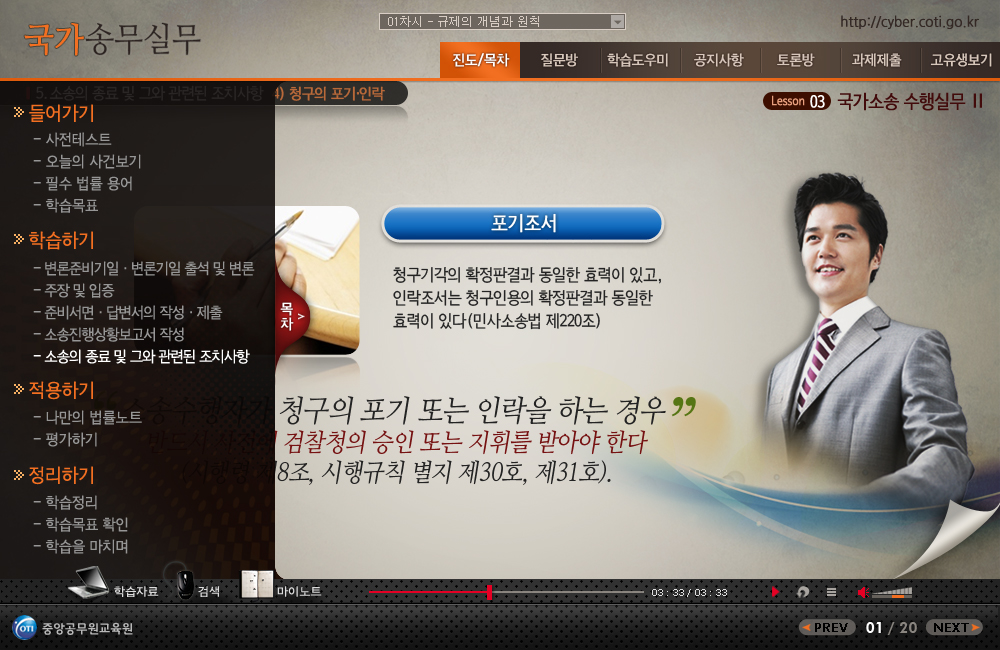 국가송무실무
01차시 - 규제의 개념과 원칙
http://cyber.coti.go.kr
진도/목차
질문방
학습도우미
공지사항
토론방
과제제출
고유생보기
5. 소송의 종료 및 그와 관련된 조치사항 4) 청구의 포기·인락
Lesson 03 국가소송 수행실무 II
들어가기
- 사전테스트
- 오늘의 사건보기
- 필수 법률 용어
- 학습목표
학습하기
- 변론준비기일 · 변론기일 출석 및 변론
- 주장 및 입증
- 준비서면 · 답변서의 작성 · 제출
- 소송진행상황보고서 작성
- 소송의 종료 및 그와 관련된 조치사항
적용하기
- 나만의 법률노트
- 평가하기
정리하기
- 학습정리
- 학습목표 확인
- 학습을 마치며
목차 >
포기조서
청구기각의 확정판결과 동일한 효력이 있고,
인락조서는 청구인용의 확정판결과 동일한
효력이 있다(민사소송법 제220조)
소송수행자가 청구의 포기 또는 인락을 하는 경우”
반드시 검찰청의 승인 또는 지휘를 받아야 한다
시행령 제8조, 시행규칙 별지 제30호, 제31호).
학습자료
검색
마이노트
03 : 33 / 03 : 33
OTI 중앙공무원교육원
PREV 01 / 20 NEXT